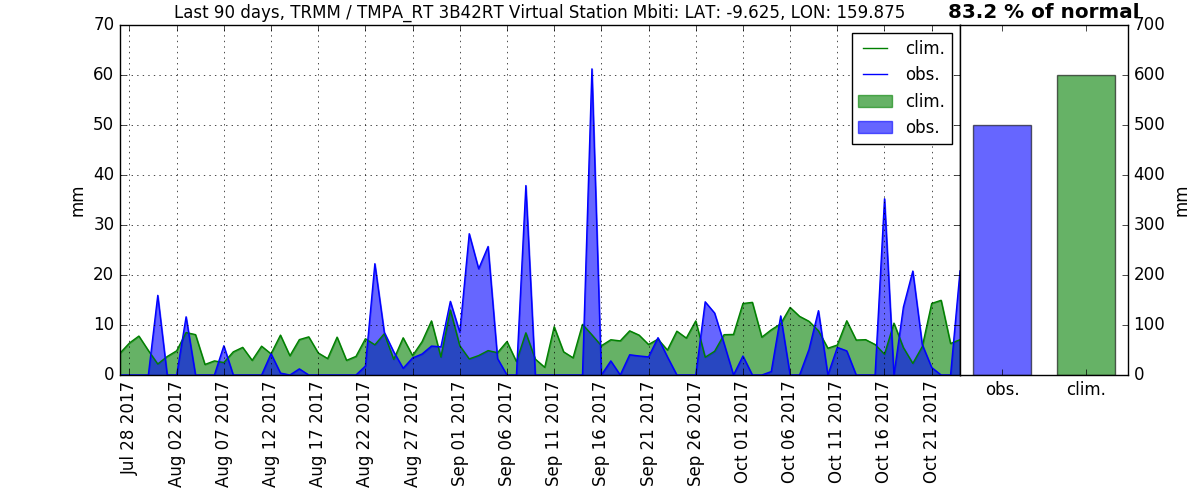 Last 90 days, TRMM / TMPA_RT 3B42RT Virtual Station Mbiti: LAT: -9.625, LON: 159.875
83.2 % of normal
70
60
50
40
30
20
10
0
mm
clim.
obs.
clim.
obs.
700
600
500
400
300
200
100
0
mm
Jul 28 2017
Aug 02 2017
Aug 07 2017
Aug 12 2017
Aug 17 2017
Aug 22 2017
Aug 27 2017
Sep 01 2017
Sep 06 2017
Sep 11 2017
Sep 16 2017
Sep 21 2017
Sep 26 2017
Oct 01 2017
Oct 06 2017
Oct 11 2017
Oct 16 2017
Oct 21 2017
obs.
clim.